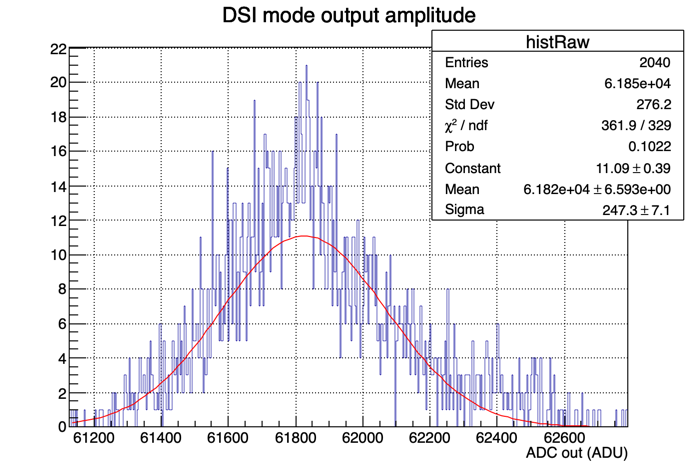 DSI mode output amplitude
histRaw
Entries 2040
Mean 6.185e+04
Std Dev 276.2
χ² / ndf 361.9 / 329
Prob 0.1022
Constant 11.09 ± 0.39
Mean 6.182e+04 ± 6.593e+00
Sigma 247.3 ± 7.1
22
20
18
16
14
12
10
8
6
4
2
0
61200 61400 61600 61800 62000 62200 62400 62600
ADC out (ADU)